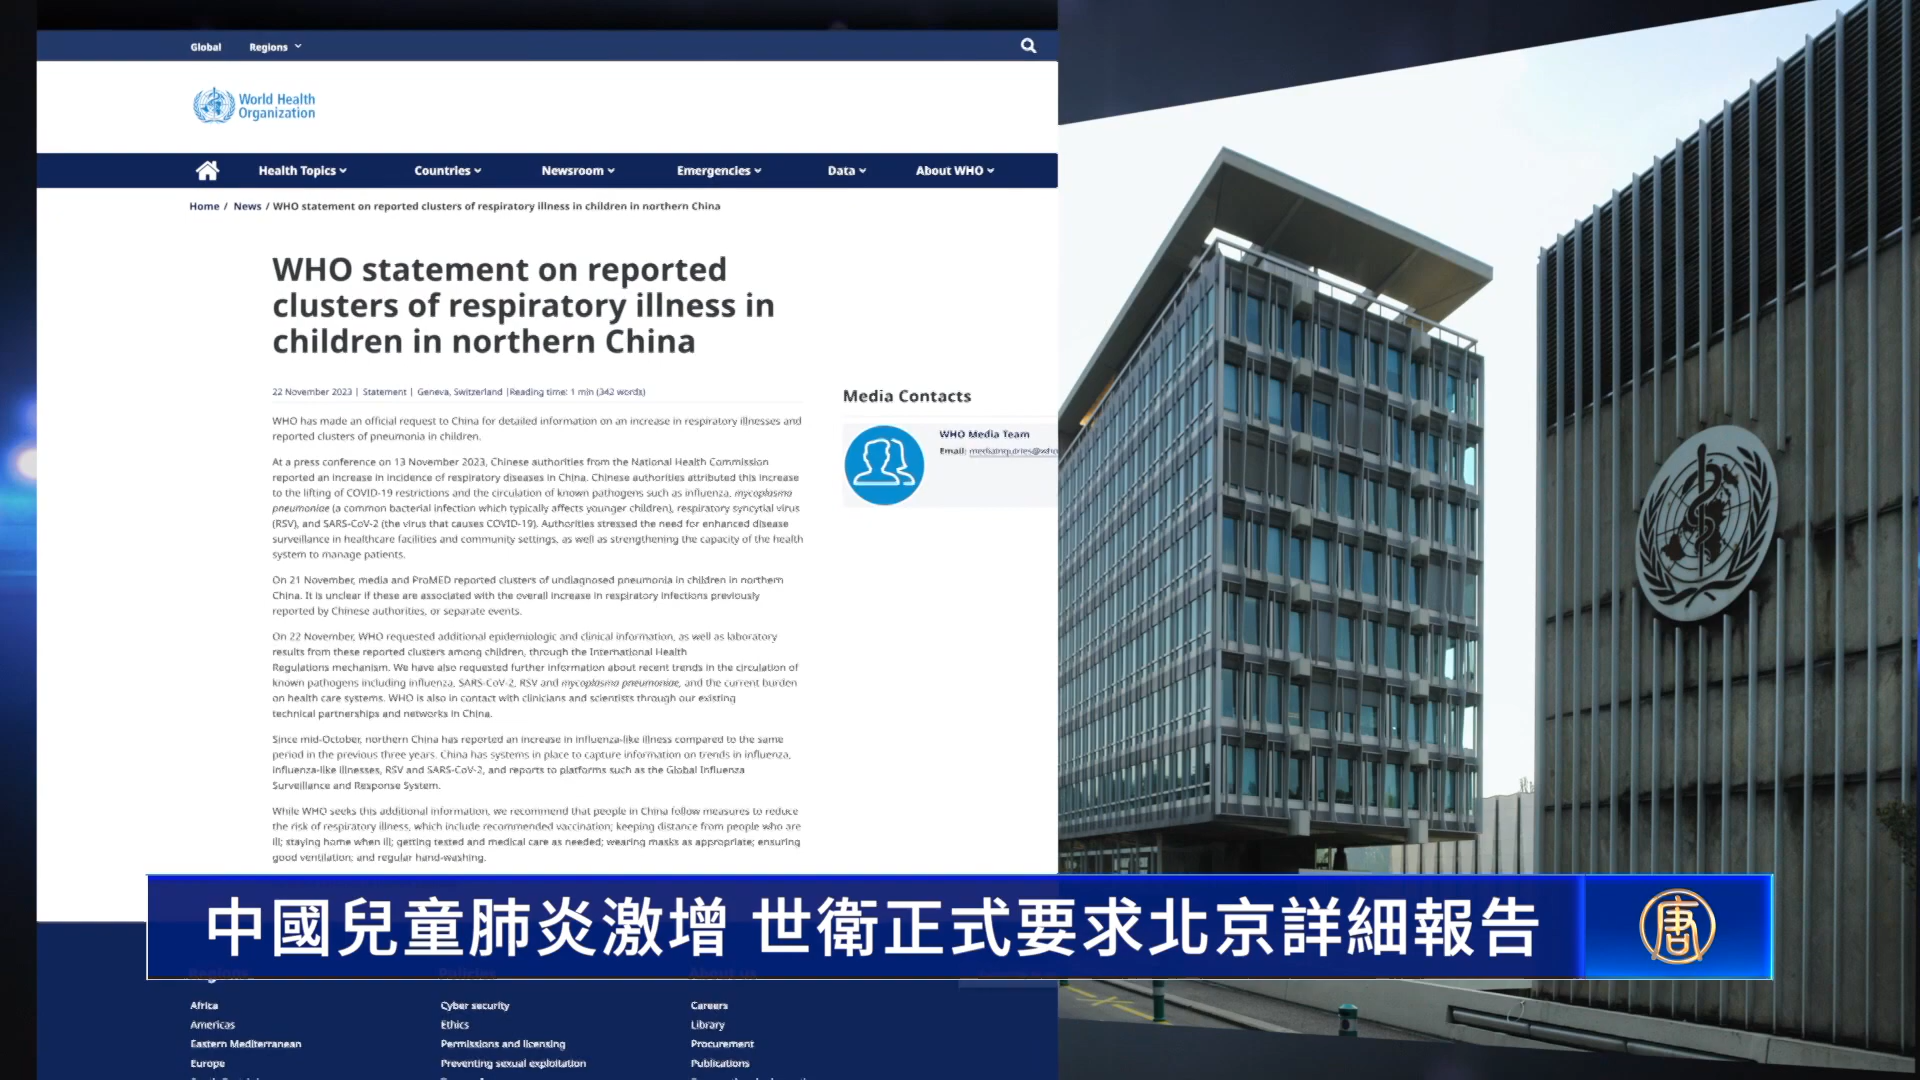 Global Regions
World Health
Organization
Health Topics Countries Newsroom Emergencies Data About WHO
Home / News / WHO statement on reported clusters of respiratory illness in children in northern China
WHO statement on reported
clusters of respiratory illness in
children in northern China
22 November 2023 | Statement | Geneva, Switzerland |Reading time: 1 min (342 words)
WHO has made an official request to China for detailed information on an increase in respiratory illnesses and
reported clusters of pneumonia in children.
At a press conference on 13 November 2023, Chinese authorities from the National Health Commission
reported an increase in incidence of respiratory diseases in China. Chinese authorities attributed this increase
to the lifting of COVID-19 restrictions and the circulation of known pathogens such as influenza, mycoplasma
pneumoniae (a common bacterial infection which typically affects younger children), respiratory syncytial virus
(RSV), and SARS-CoV-2 (the virus that causes COVID-19). Authorities stressed the need for enhanced disease
surveillance in healthcare facilities and community settings, as well as strengthening the capacity of the health
system to manage patients.
On 21 November, media and ProMED reported clusters of undiagnosed pneumonia in children in northern
China. It is unclear if these are associated with the overall increase in respiratory infections previously
reported by Chinese authorities, or separate events.
On 22 November, WHO requested additional epidemiologic and clinical information, as well as laboratory
results from these reported clusters among children, through the International Health
Regulations mechanism. We have also requested further information about recent trends in the circulation of
known pathogens including influenza, SARS-CoV-2, RSV and mycoplasma pneumoniae, and the current burden
on health care systems. WHO is also in contact with clinicians and scientists through our existing
technical partnerships and networks in China.
Since mid-October, northern China has reported an increase in influenza-like illness compared to the same
period in the previous three years. China has systems in place to capture information on trends in influenza,
influenza-like illnesses, RSV and SARS-CoV-2, and reports to platforms such as the Global Influenza
Surveillance and Response System.
While WHO seeks this additional information, we recommend that people in China follow measures to reduce
the risk of respiratory illness, which include recommended vaccination; keeping distance from people who are
ill; staying home when ill; getting tested and medical care as needed; wearing masks as appropriate; ensuring
good ventilation; and regular hand-washing.
Media Contacts
WHO Media Team
Email: mediainquiries@who
中國兒童肺炎激增 世衛正式要求北京詳細報告
唐
Regions Policies About us
Africa Cyber security Careers
Americas Ethics Library
Eastern Mediterranean Permissions and licensing Procurement
Europe Preventing sexual exploitation Publications